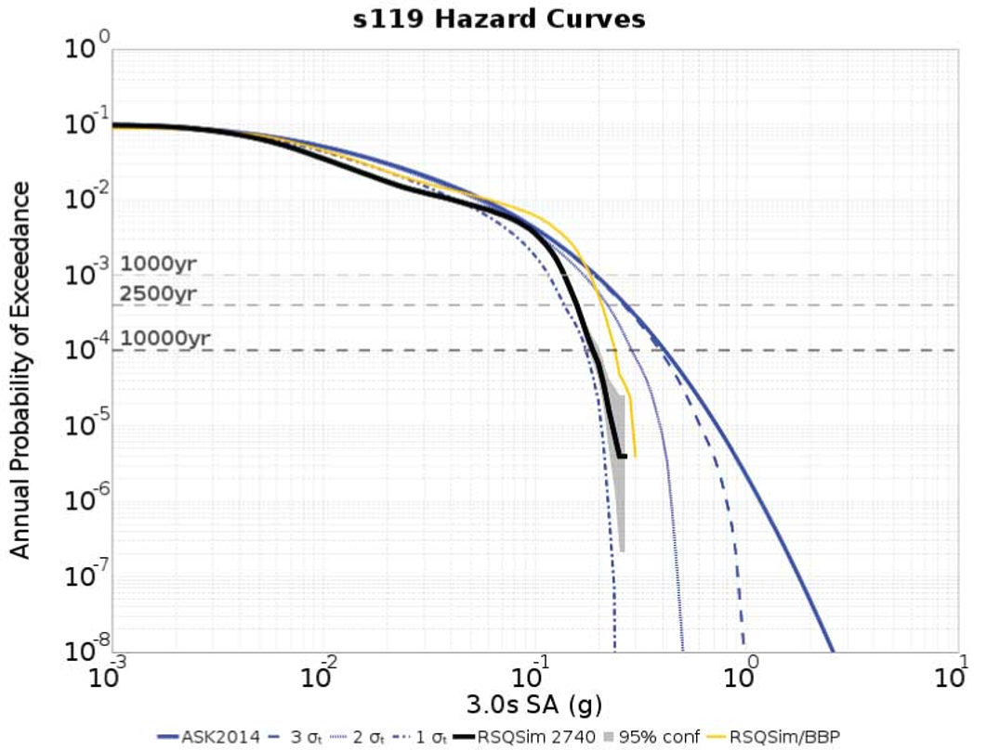 s119 Hazard Curves
10^0
10^-1
10^-2
10^-3
10^-4
10^-5
10^-6
10^-7
10^-8
Annual Probability of Exceedance
1000yr
2500yr
10000yr
10^-3
10^-2
10^-1
10^0
10^1
3.0s SA (g)
ASK2014 3 σₜ 2 σₜ 1 σₜ RSQSim 2740 95% conf RSQSim/BBP